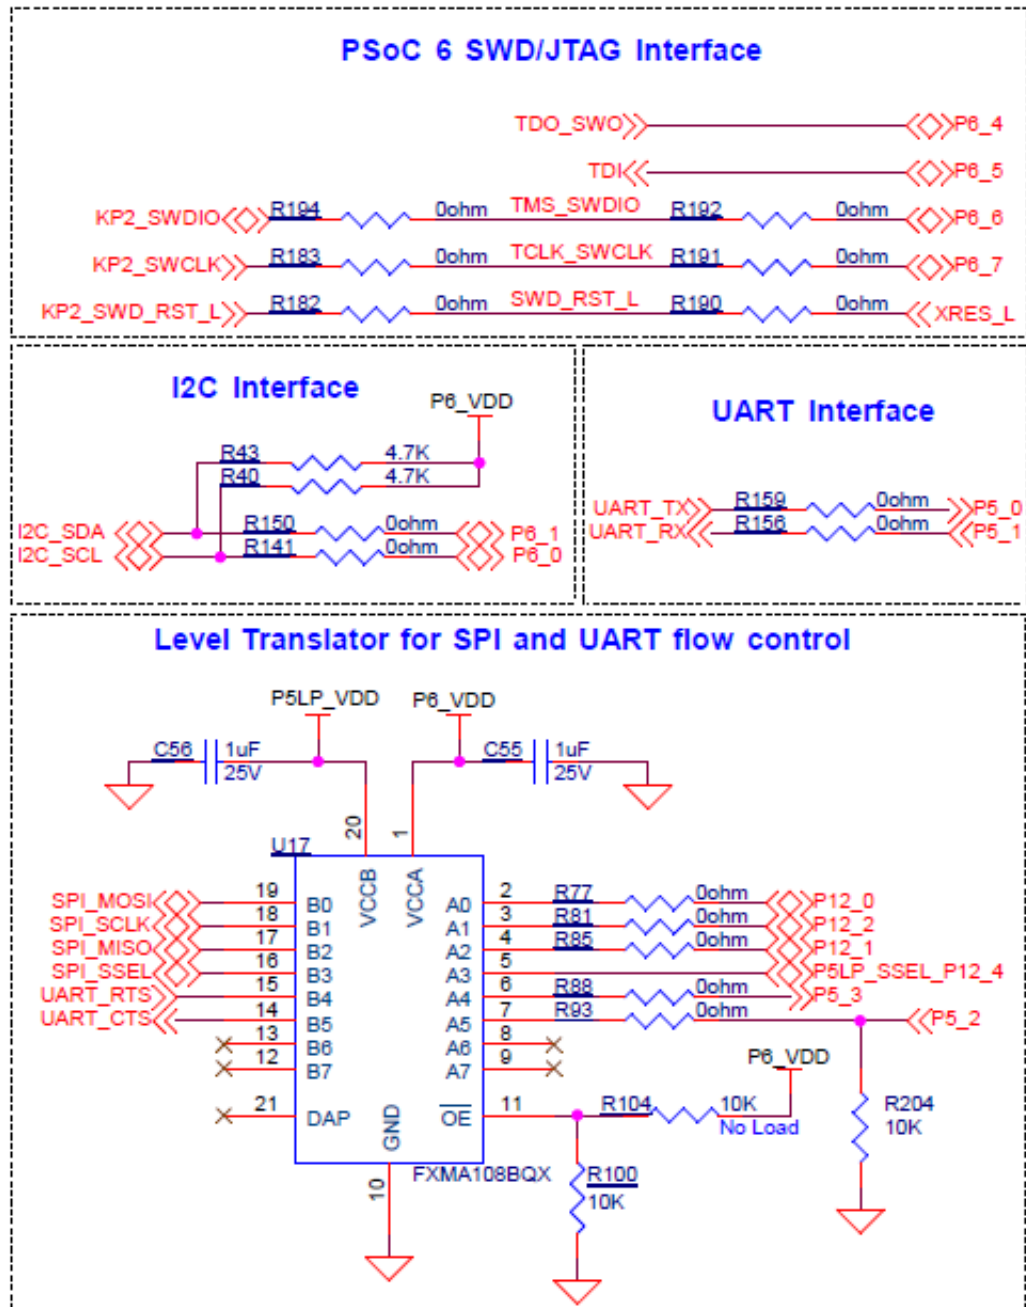 PSoC 6 SWD/JTAG Interface
TDO_SWO P6_4
TDI P6_5
KP2_SWDIO R194 0ohm TMS_SWDIO R192 0ohm P6_6
KP2_SWCLK R183 0ohm TCLK_SWCLK R191 0ohm P6_7
KP2_SWD_RST_L R182 0ohm SWD_RST_L R190 0ohm XRES_L
I2C Interface
P6_VDD
R43 4.7K
R40 4.7K
I2C_SDA R150 0ohm P6_1
I2C_SCL R141 0ohm P6_0
UART Interface
UART_TX R159 0ohm P5_0
UART_RX R156 0ohm P5_1
Level Translator for SPI and UART flow control
P5LP_VDD P6_VDD
C56 1uF C55 1uF
25V 25V
20 1
U17
VCCB VCCA
SPI_MOSI 19 B0 A0 2 R77 0ohm P12_0
SPI_SCLK 18 B1 A1 3 R81 0ohm P12_2
SPI_MISO 17 B2 A2 4 R85 0ohm P12_1
SPI_SSEL 16 B3 A3 5 P5LP_SSEL_P12_4
UART_RTS 15 B4 A4 6 R88 0ohm P5_3
UART_CTS 14 B5 A5 7 R93 0ohm P5_2
13 B6 A6 8
12 B7 A7 9
P6_VDD
21 DAP GND OE 11 R104 10K
No Load
R204
10K
FXMA108BQX
R100
10K
10